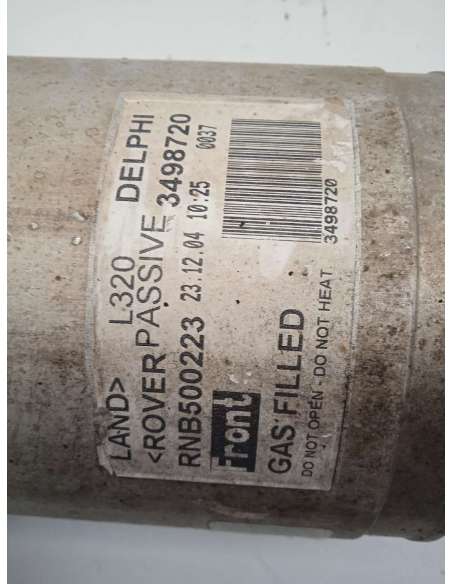 LAND> L320 DELPHI
<ROVER PASSIVE 3498720
RNB500223 23.12.04 10:25 0037
front
GAS FILLED
DO NOT OPEN - DO NOT HEAT
3498720